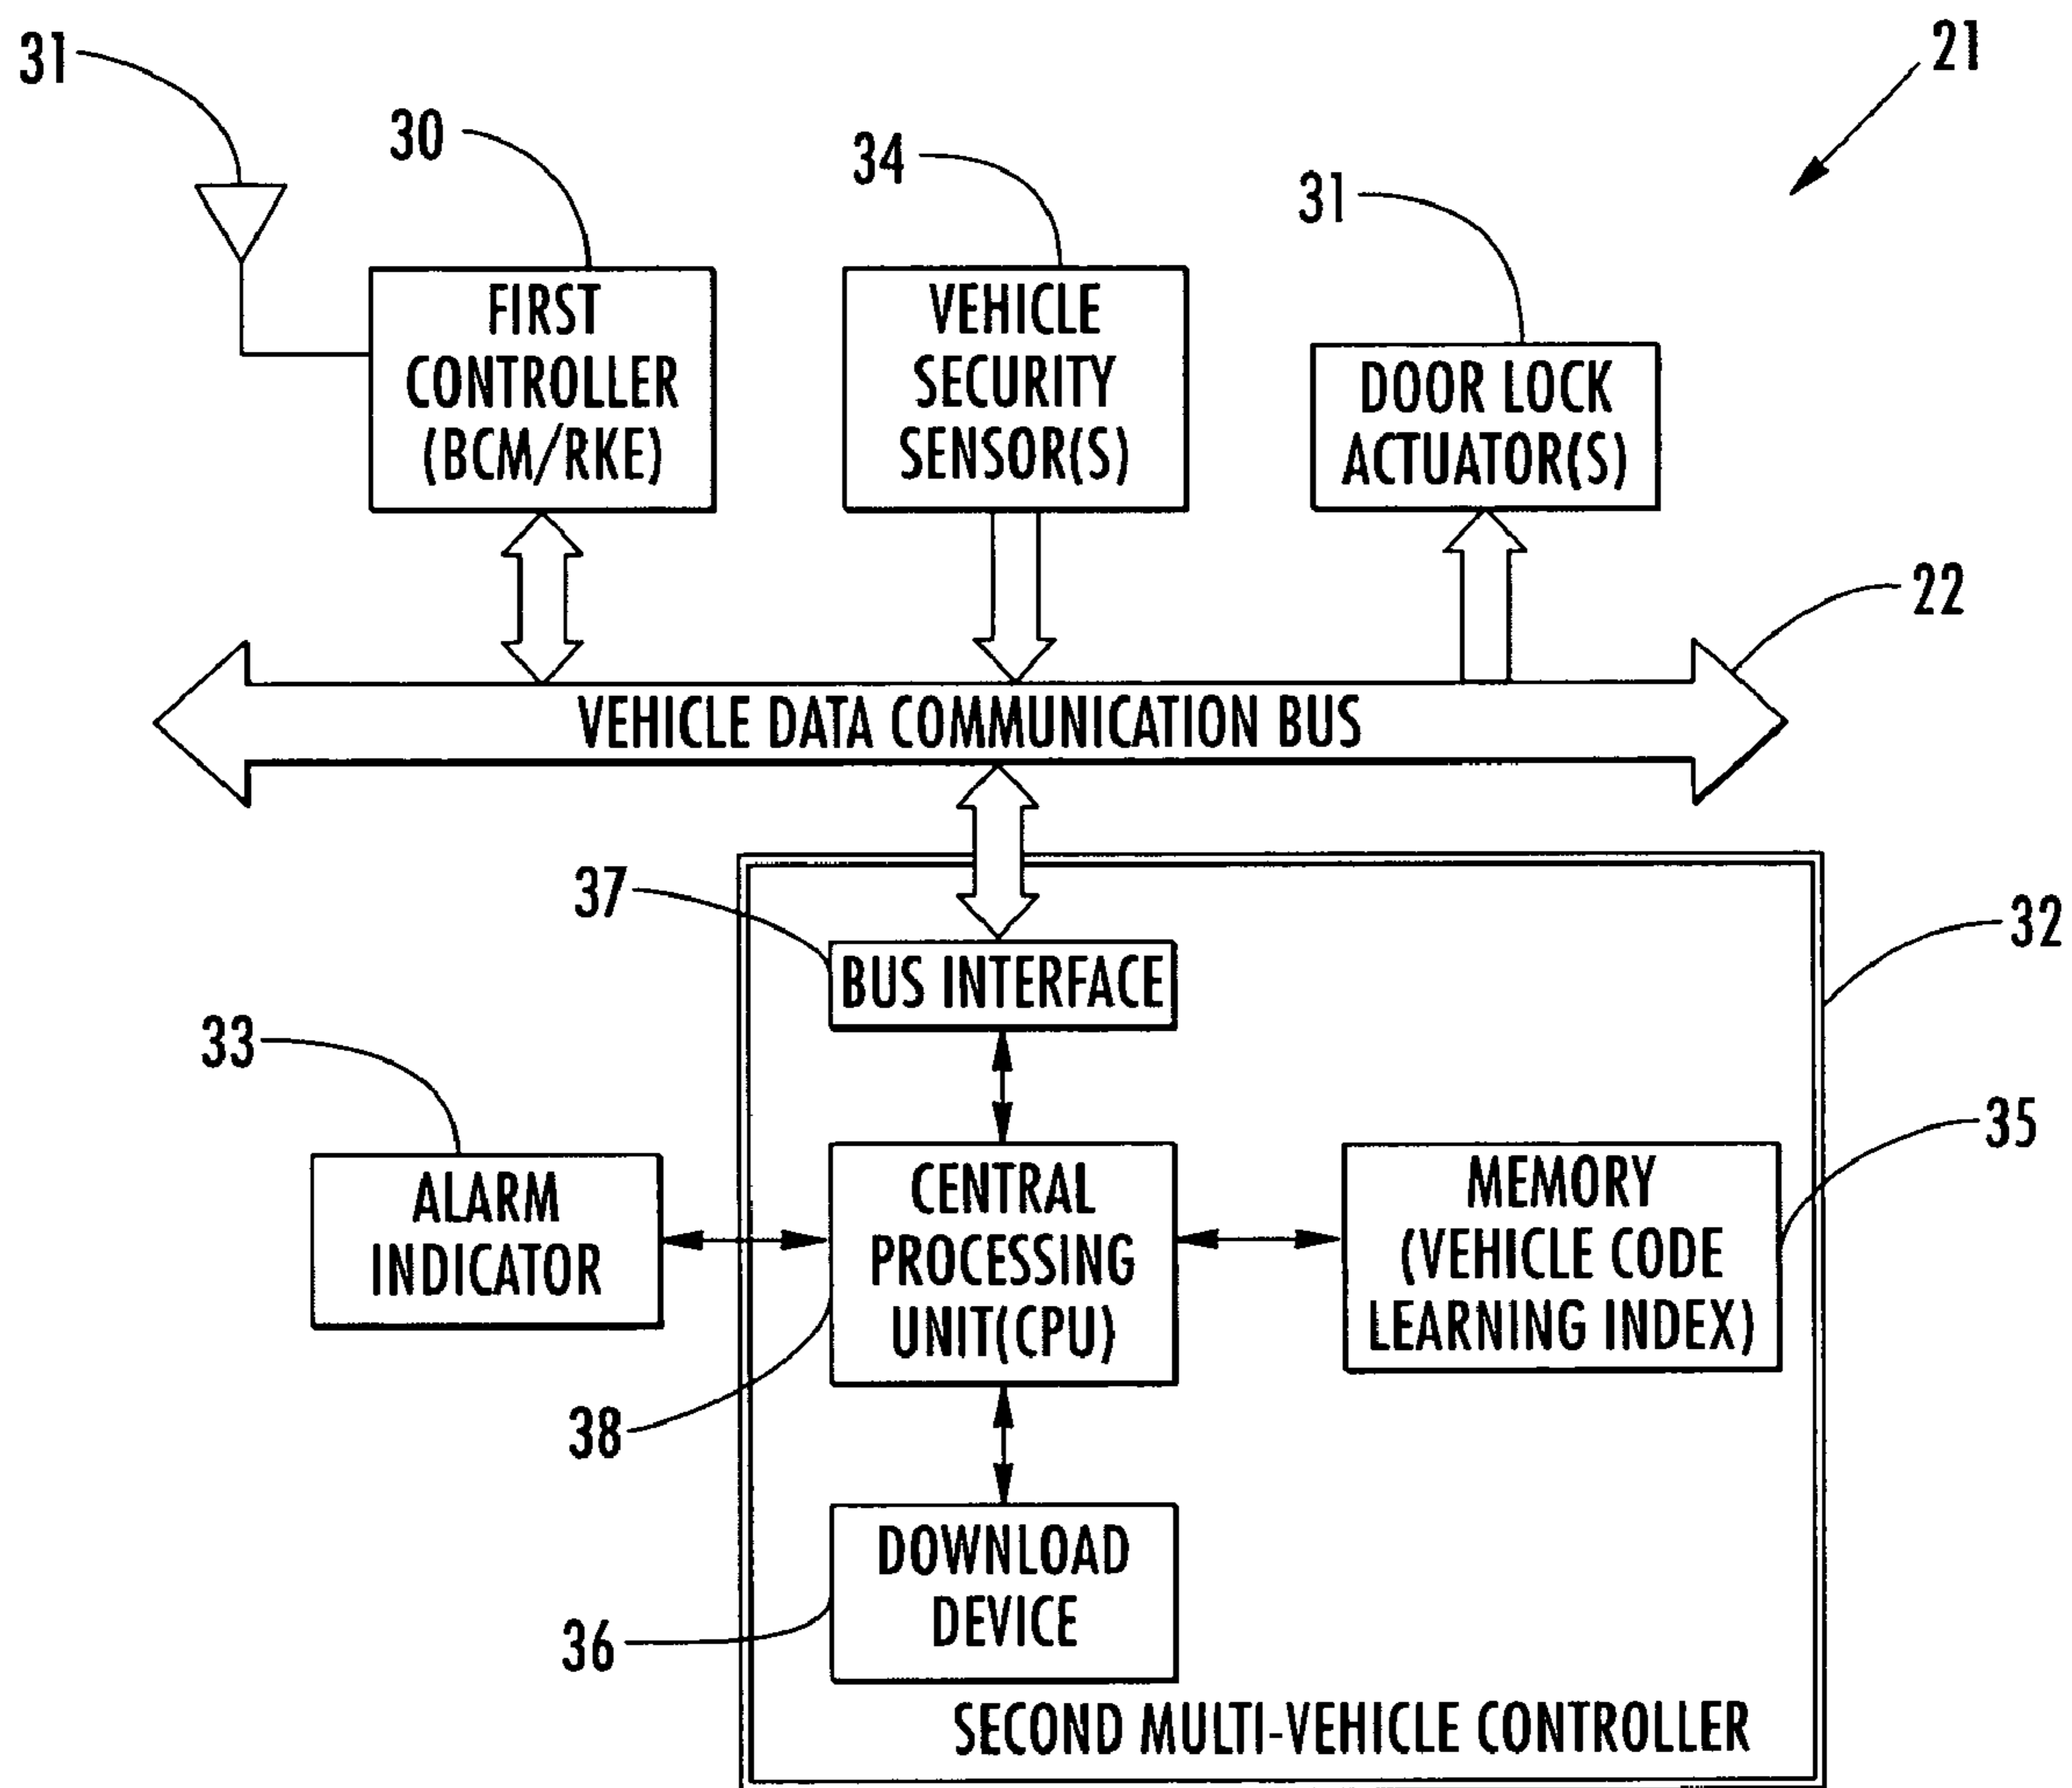 31
21
30
34
31
FIRST
CONTROLLER
(BCM/RKE)
VEHICLE
SECURITY
SENSOR(S)
DOOR LOCK
ACTUATOR(S)
22
VEHICLE DATA COMMUNICATION BUS
37
32
BUS INTERFACE
33
35
ALARM
INDICATOR
CENTRAL
PROCESSING
UNIT(CPU)
MEMORY
(VEHICLE CODE
LEARNING INDEX)
38
DOWNLOAD
DEVICE
36
SECOND MULTI-VEHICLE CONTROLLER